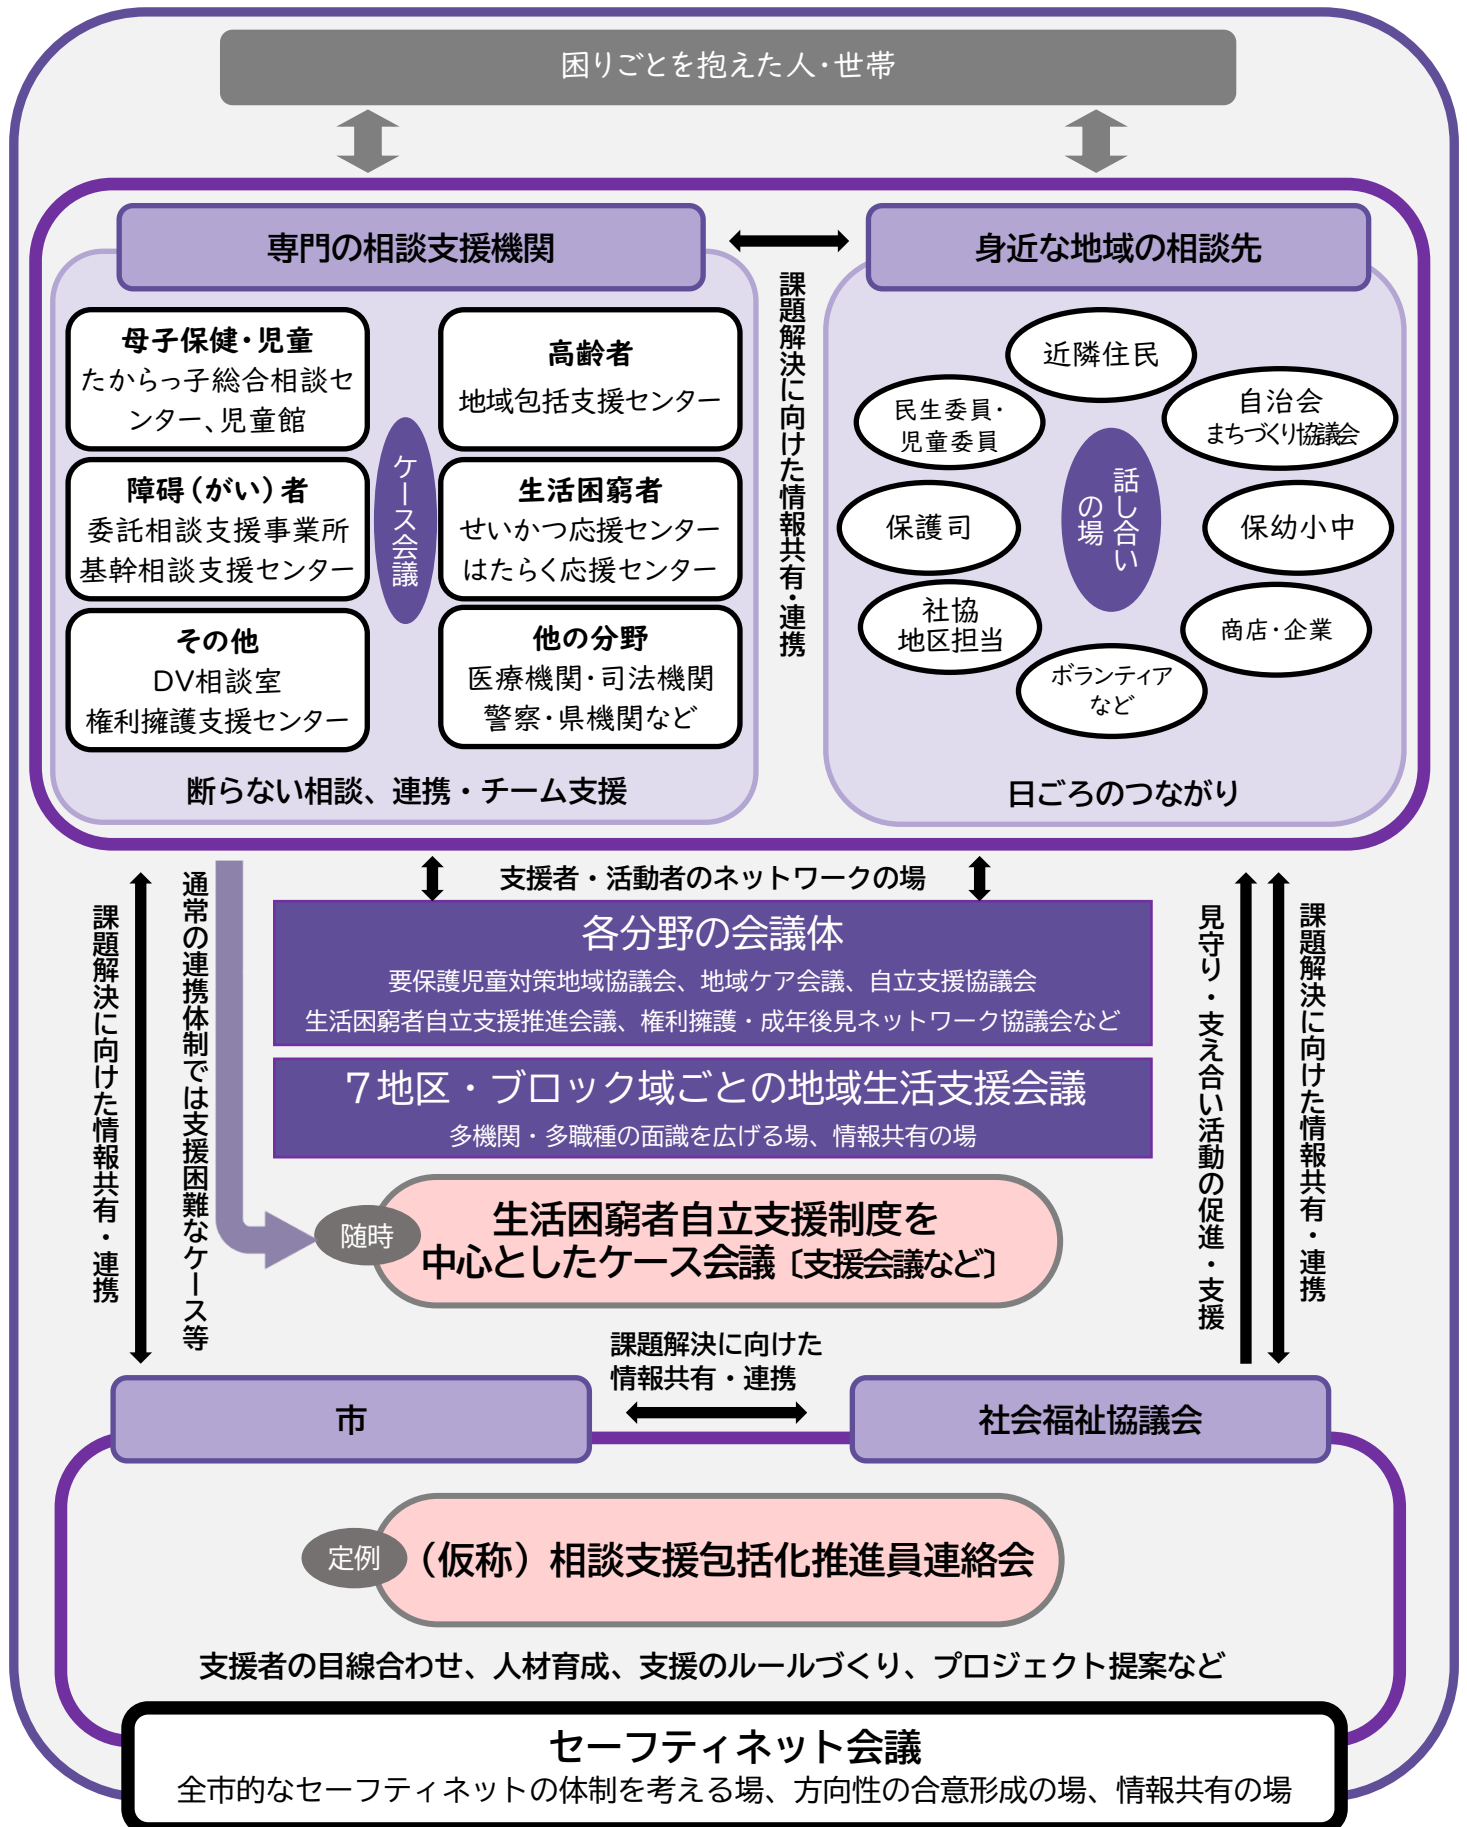 困りごとを抱えた人・世帯
専門の相談支援機関
母子保健・児童
たからっ子総合相談セ
ンター、児童館
高齢者
地域包括支援センター
障碍(がい)者
委託相談支援事業所
基幹相談支援センター
ケース会議
生活困窮者
せいかつ応援センター
はたらく応援センター
その他
DV相談室
権利擁護支援センター
他の分野
医療機関・司法機関
警察・県機関など
断らない相談、連携・チーム支援
課題解決に向けた情報共有・連携
身近な地域の相談先
近隣住民
民生委員・
児童委員
自治会
まちづくり協議会
話し合い
の場
保護司
保幼小中
社協
地区担当
商店・企業
ボランティア
など
日ごろのつながり
課題解決に向けた情報共有・連携
通常の連携体制では支援困難なケース等
支援者・活動者のネットワークの場
各分野の会議体
要保護児童対策地域協議会、地域ケア会議、自立支援協議会
生活困窮者自立支援推進会議、権利擁護・成年後見ネットワーク協議会など
7地区・ブロック域ごとの地域生活支援会議
多機関・多職種の面識を広げる場、情報共有の場
見守り・支え合い活動の促進・支援
課題解決に向けた情報共有・連携
随時
生活困窮者自立支援制度を
中心としたケース会議〔支援会議など〕
課題解決に向けた
情報共有・連携
市
社会福祉協議会
定例
(仮称)相談支援包括化推進員連絡会
支援者の目線合わせ、人材育成、支援のルールづくり、プロジェクト提案など
セーフティネット会議
全市的なセーフティネットの体制を考える場、方向性の合意形成の場、情報共有の場